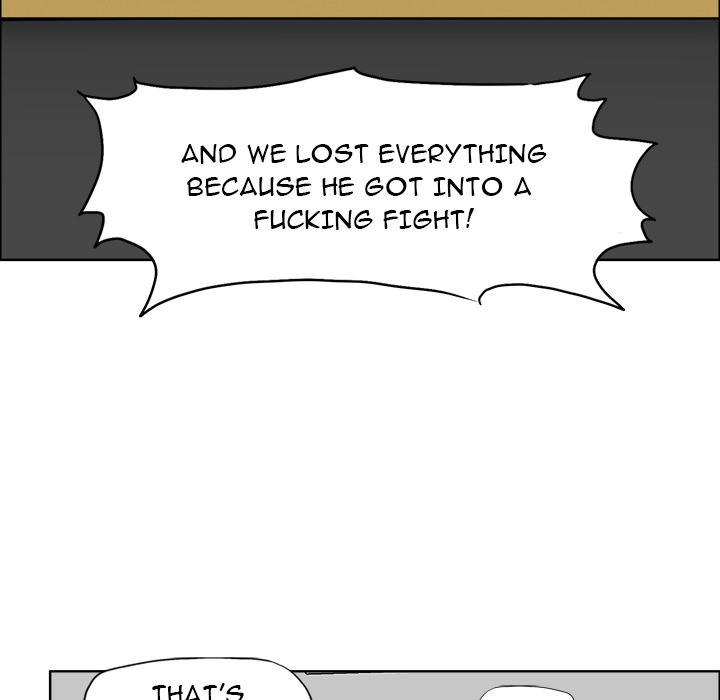 AND WE LOST EVERYTHING
BECAUSE HE GOT INTO A
FUCKING FIGHT!
THAT'S